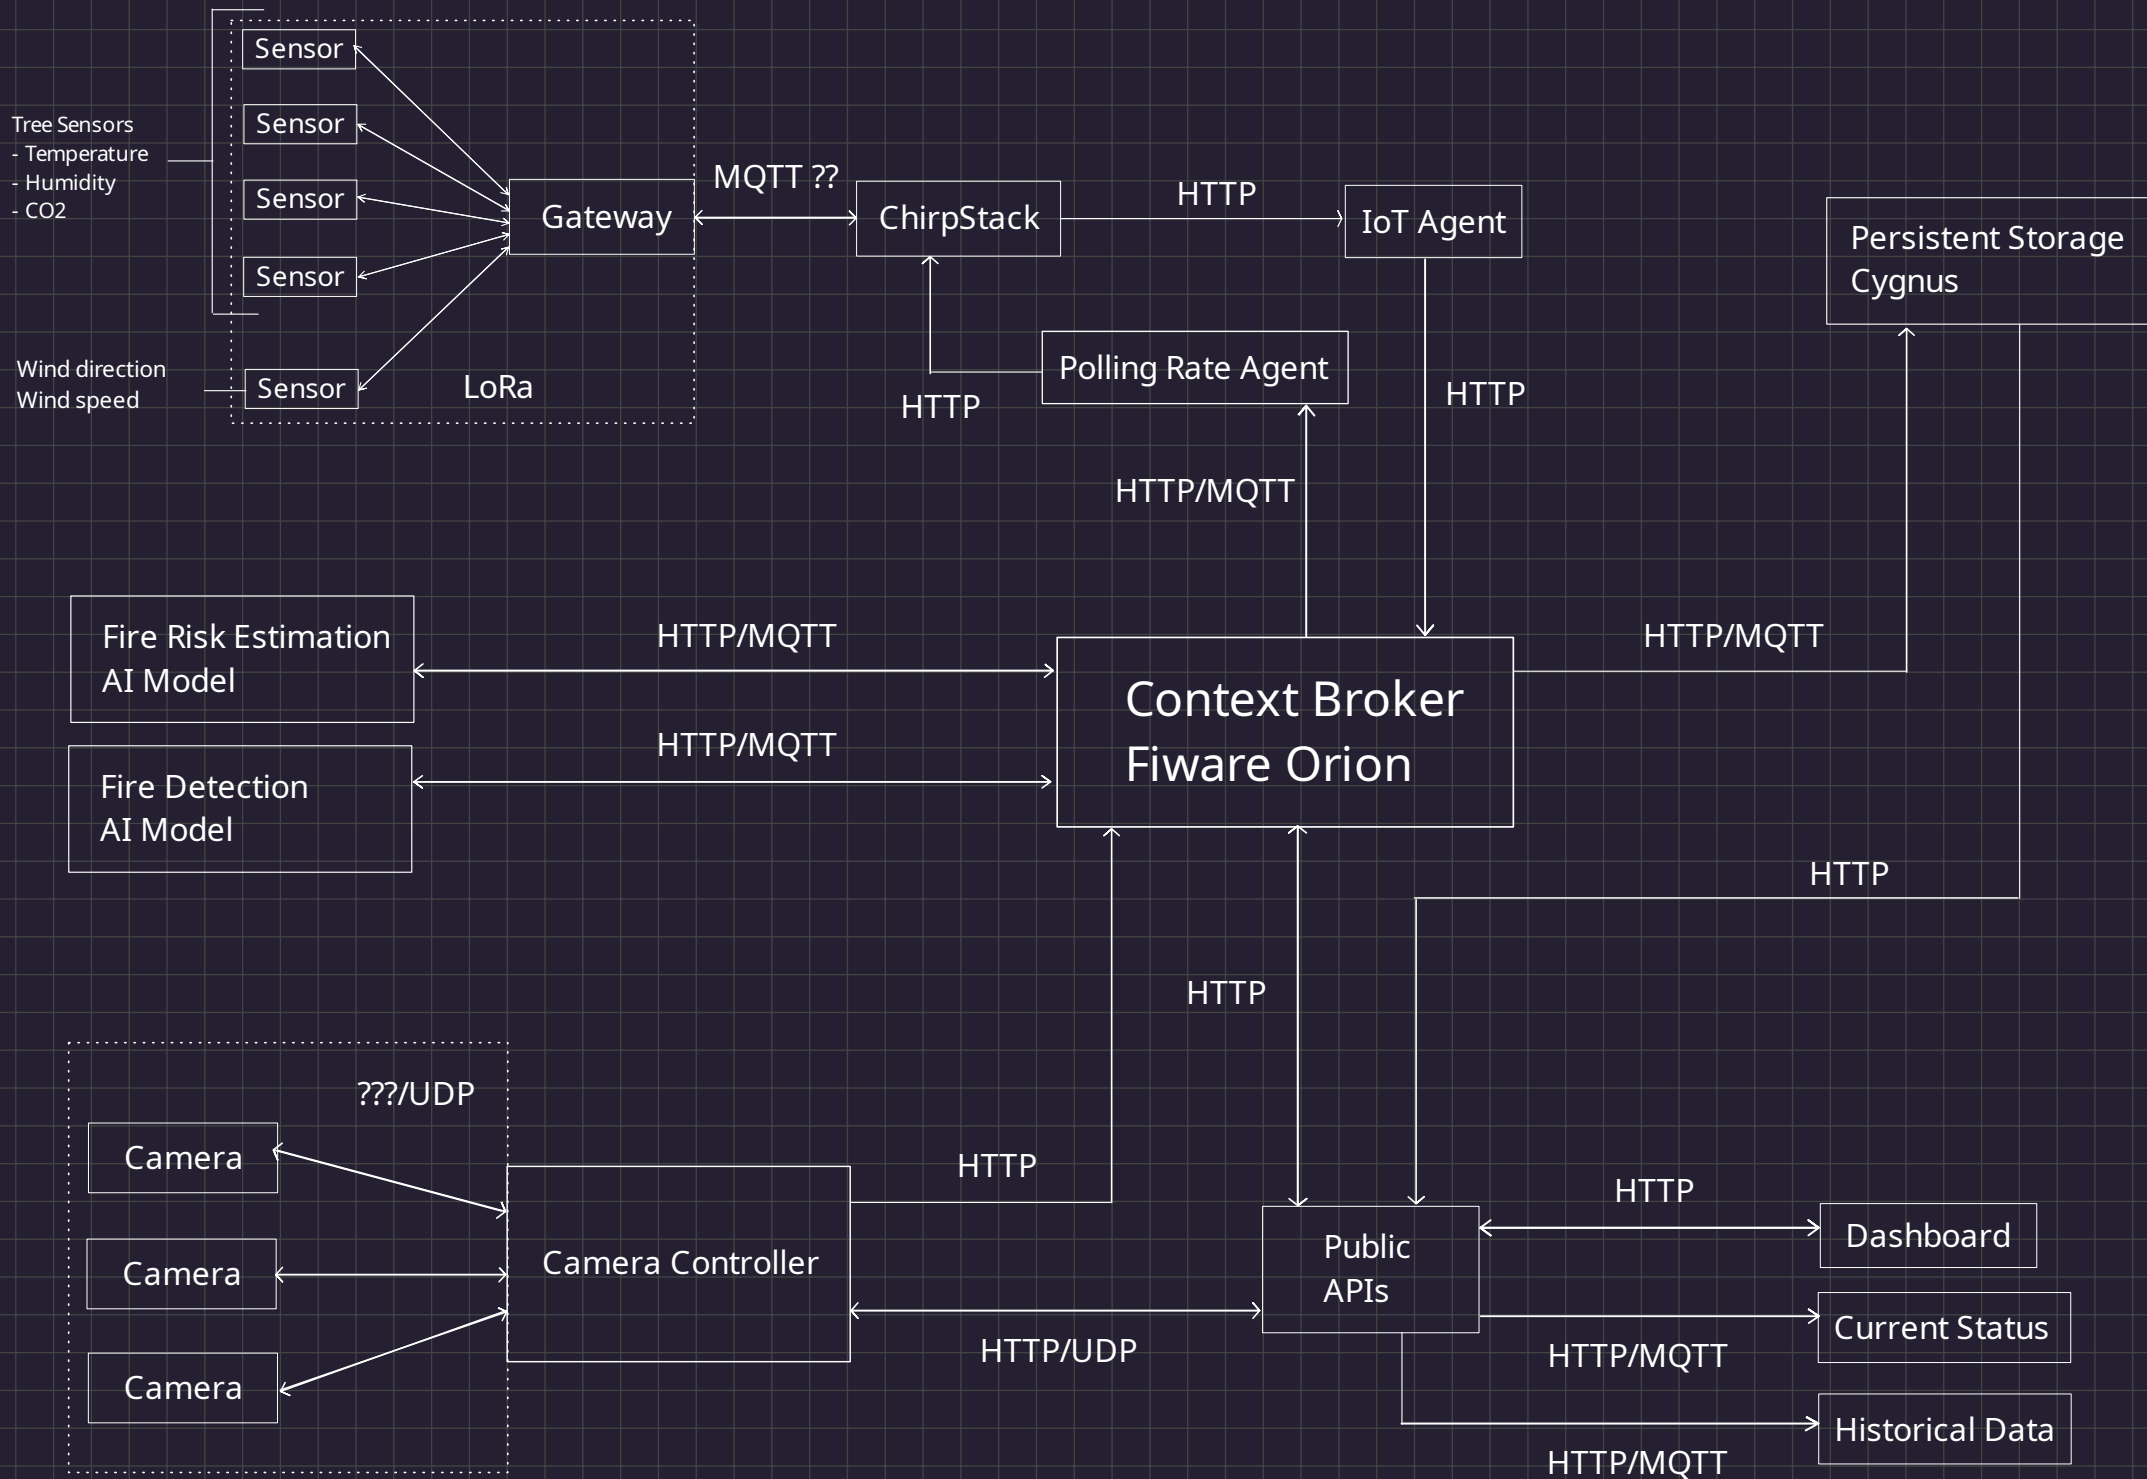 Sensor
Sensor
Sensor
Sensor
Tree Sensors
- Temperature
- Humidity
- CO2
Wind direction
Wind speed
Sensor
LoRa
Gateway
MQTT ??
ChirpStack
HTTP
IoT Agent
Persistent Storage
Cygnus
Polling Rate Agent
HTTP
HTTP
HTTP/MQTT
Fire Risk Estimation
AI Model
HTTP/MQTT
Fire Detection
AI Model
HTTP/MQTT
Context Broker
Fiware Orion
HTTP/MQTT
HTTP
HTTP
???/UDP
Camera
Camera
Camera
Camera Controller
HTTP
HTTP/UDP
Public
APIs
HTTP
Dashboard
HTTP/MQTT
Current Status
HTTP/MQTT
Historical Data